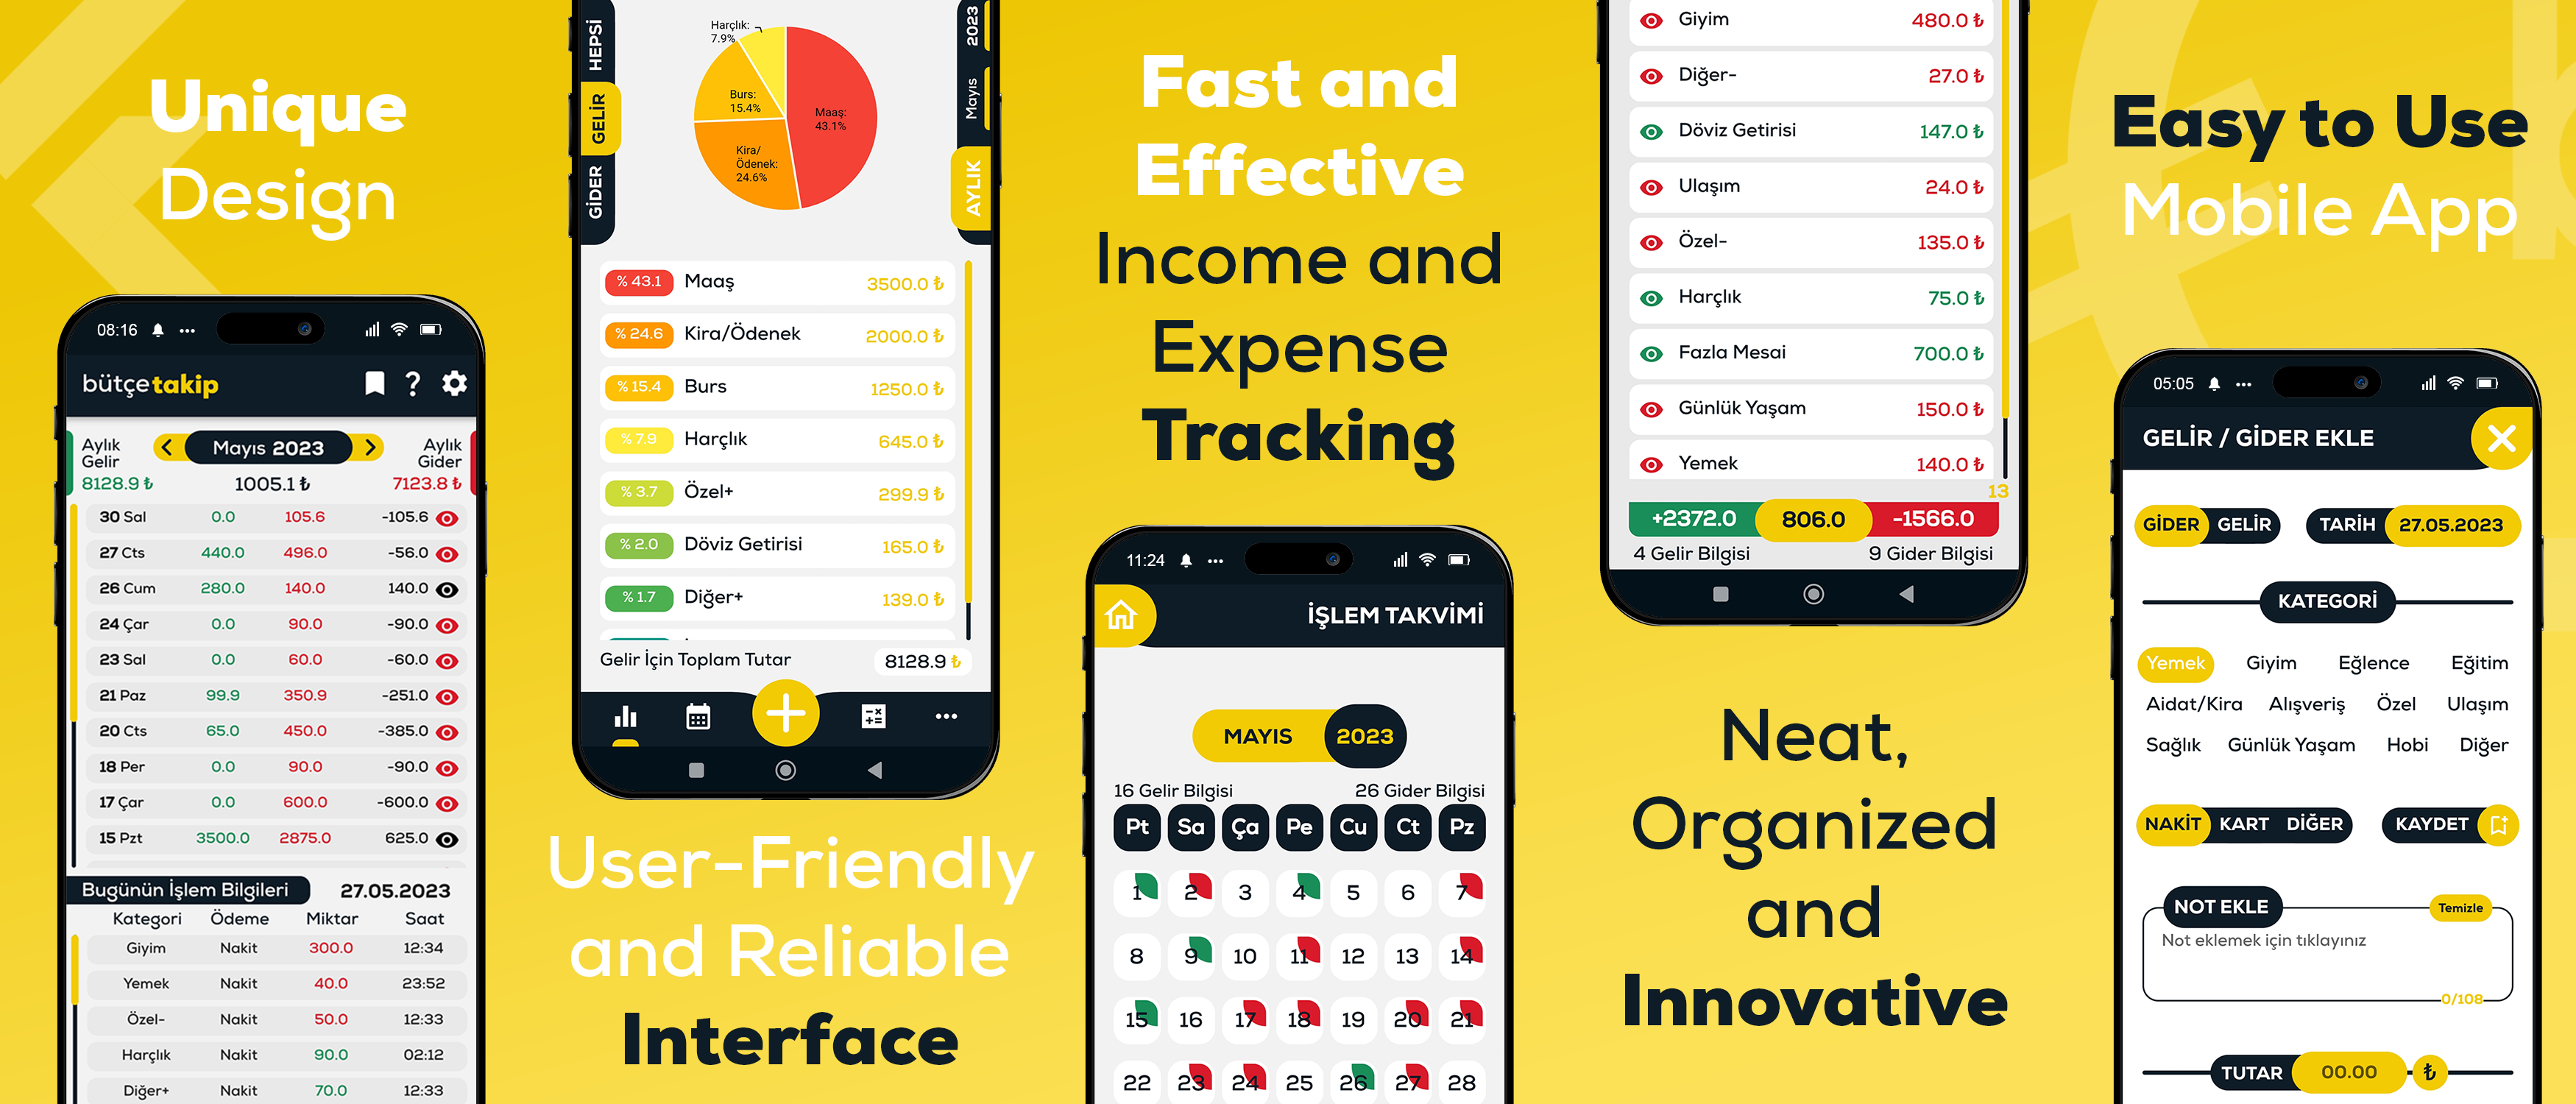 Unique
Design
08:16
bütçetakip
?
Aylık
Gelir
8128.9 ₺
Mayıs 2023
1005.1 ₺
Aylık
Gider
7123.8 ₺
30 Sal 0.0 105.6 -105.6
27 Cts 440.0 496.0 -56.0
26 Cum 280.0 140.0 140.0
24 Çar 0.0 90.0 -90.0
23 Sal 0.0 60.0 -60.0
21 Paz 99.9 350.9 -251.0
20 Cts 65.0 450.0 -385.0
18 Per 0.0 90.0 -90.0
17 Çar 0.0 600.0 -600.0
15 Pzt 3500.0 2875.0 625.0
Bugünün İşlem Bilgileri 27.05.2023
Kategori Ödeme Miktar Saat
Giyim Nakit 300.0 12:34
Yemek Nakit 40.0 23:52
Özel- Nakit 50.0 12:33
Harçlık Nakit 90.0 02:12
Diğer+ Nakit 70.0 12:33
HEPSİ
GELİR
GİDER
2023
Mayıs
AYLIK
Harçlık:
7.9%
Burs:
15.4%
Maaş:
43.1%
Kira/
Ödenek:
24.6%
% 43.1 Maaş 3500.0 ₺
% 24.6 Kira/Ödenek 2000.0 ₺
% 15.4 Burs 1250.0 ₺
% 7.9 Harçlık 645.0 ₺
% 3.7 Özel+ 299.9 ₺
% 2.0 Döviz Getirisi 165.0 ₺
% 1.7 Diğer+ 139.0 ₺
Gelir İçin Toplam Tutar 8128.9 ₺
User-Friendly
and Reliable
Interface
Fast and
Effective
Income and
Expense
Tracking
11:24
İŞLEM TAKVİMİ
MAYIS 2023
16 Gelir Bilgisi 26 Gider Bilgisi
Pt Sa Ça Pe Cu Ct Pz
1 2 3 4 5 6 7
8 9 10 11 12 13 14
15 16 17 18 19 20 21
22 23 24 25 26 27 28
Giyim 480.0 ₺
Diğer- 27.0 ₺
Döviz Getirisi 147.0 ₺
Ulaşım 24.0 ₺
Özel- 135.0 ₺
Harçlık 75.0 ₺
Fazla Mesai 700.0 ₺
Günlük Yaşam 150.0 ₺
Yemek 140.0 ₺
13
+2372.0 806.0 -1566.0
4 Gelir Bilgisi 9 Gider Bilgisi
Neat,
Organized
and
Innovative
Easy to Use
Mobile App
05:05
GELİR / GİDER EKLE
GİDER GELİR TARİH 27.05.2023
KATEGORİ
Yemek Giyim Eğlence Eğitim
Aidat/Kira Alışveriş Özel Ulaşım
Sağlık Günlük Yaşam Hobi Diğer
NAKİT KART DİĞER KAYDET
NOT EKLE Temizle
Not eklemek için tıklayınız
0/108
TUTAR 00.00 ₺